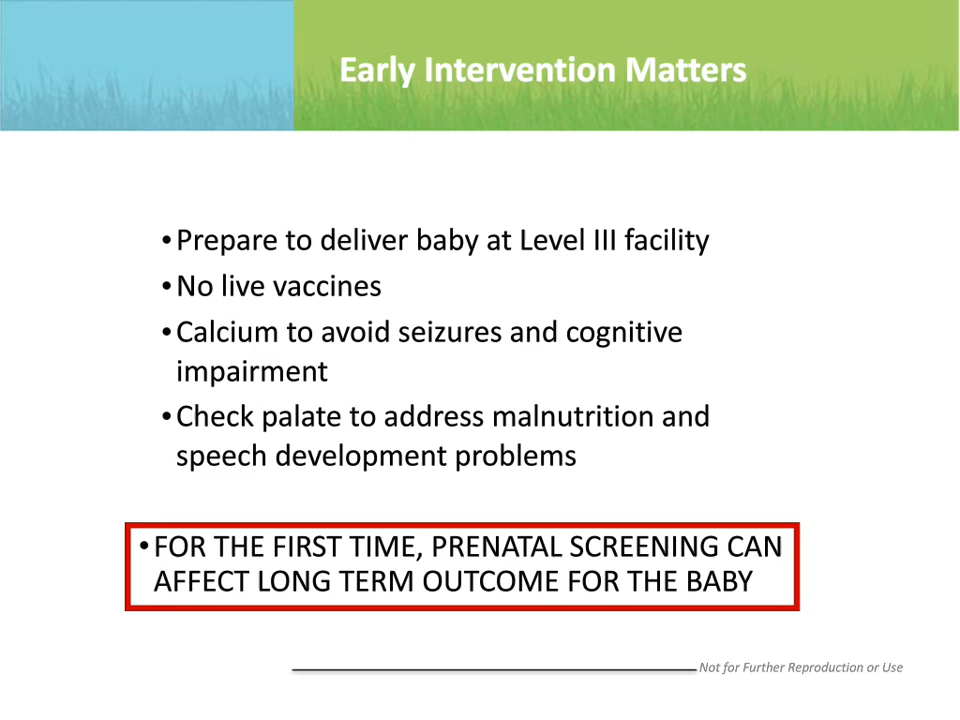 Early Intervention Matters
•Prepare to deliver baby at Level III facility
•No live vaccines
•Calcium to avoid seizures and cognitive
impairment
•Check palate to address malnutrition and
speech development problems
•FOR THE FIRST TIME, PRENATAL SCREENING CAN
AFFECT LONG TERM OUTCOME FOR THE BABY
Not for Further Reproduction or Use